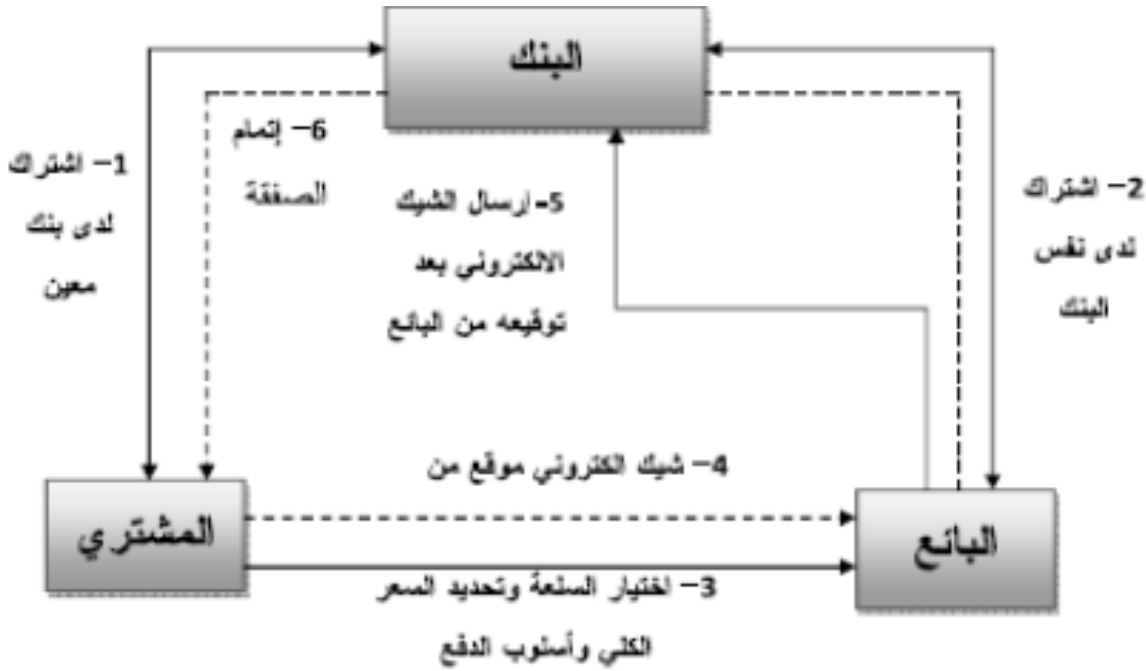 البنك
1– اشتراك
لدى بنك
معين
2– اشتراك
لدى نفس
البنك
6– إتمام
الصفقة
5-ارسال الشيك
الالكتروني بعد
توقيعه من البائع
4– شيك الكتروني موقع من
المشتري
البائع
3– اختيار السلعة وتحديد السعر
الكلي وأسلوب الدفع